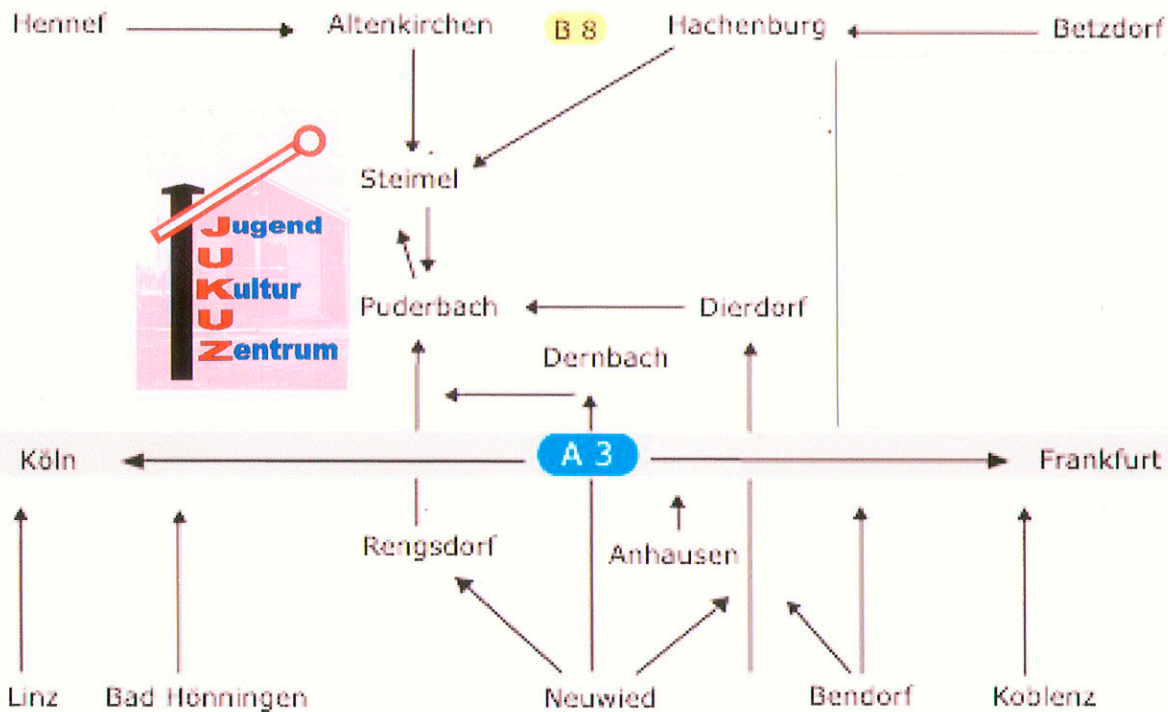 Hennef Altenkirchen B 8 Hachenburg Betzdorf
Steimel
Jugend
U
Kultur
U
Zentrum
Puderbach Dierdorf
Dernbach
Köln A 3 Frankfurt
Rengsdorf Anhausen
Linz Bad Hönningen Neuwied Bendorf Koblenz